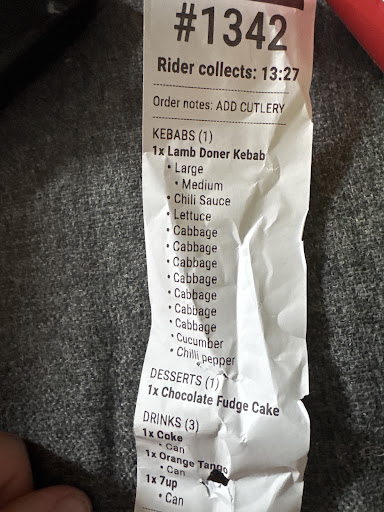 #1342
Rider collects: 13:27
Order notes: ADD CUTLERY
KEBABS (1)
1x Lamb Doner Kebab
• Large
• Medium
• Chili Sauce
• Lettuce
• Cabbage
• Cabbage
• Cabbage
• Cabbage
• Cabbage
• Cabbage
• Cabbage
• Cucumber
• Chilli pepper
DESSERTS (1)
1x Chocolate Fudge Cake
DRINKS (3)
1x Coke
• Can
1x Orange Tango
• Can
1x 7up
• Can